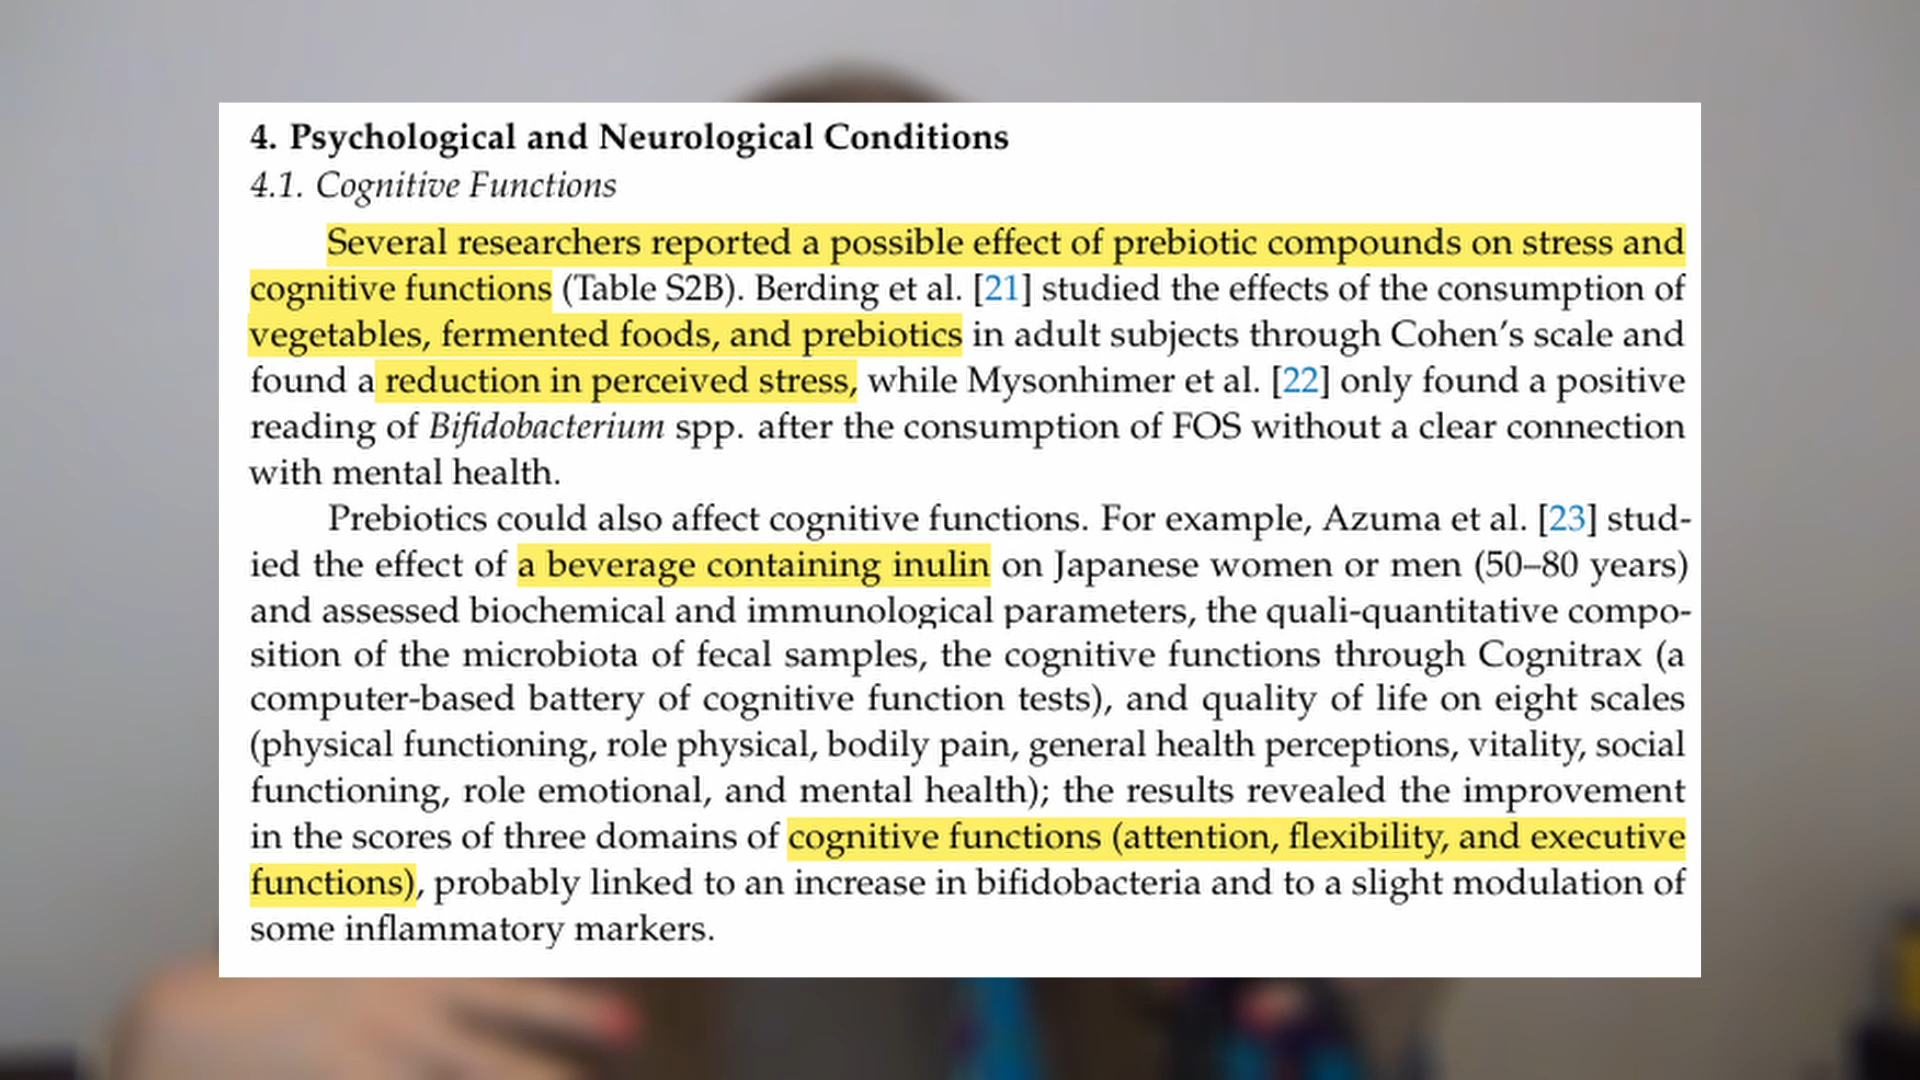 4. Psychological and Neurological Conditions
4.1. Cognitive Functions
Several researchers reported a possible effect of prebiotic compounds on stress and
cognitive functions (Table S2B). Berding et al. [21] studied the effects of the consumption of
vegetables, fermented foods, and prebiotics in adult subjects through Cohen's scale and
found a reduction in perceived stress, while Mysonhimer et al. [22] only found a positive
reading of Bifidobacterium spp. after the consumption of FOS without a clear connection
with mental health.
Prebiotics could also affect cognitive functions. For example, Azuma et al. [23] stud-
ied the effect of a beverage containing inulin on Japanese women or men (50–80 years)
and assessed biochemical and immunological parameters, the quali-quantitative compo-
sition of the microbiota of fecal samples, the cognitive functions through Cognitrax (a
computer-based battery of cognitive function tests), and quality of life on eight scales
(physical functioning, role physical, bodily pain, general health perceptions, vitality, social
functioning, role emotional, and mental health); the results revealed the improvement
in the scores of three domains of cognitive functions (attention, flexibility, and executive
functions), probably linked to an increase in bifidobacteria and to a slight modulation of
some inflammatory markers.